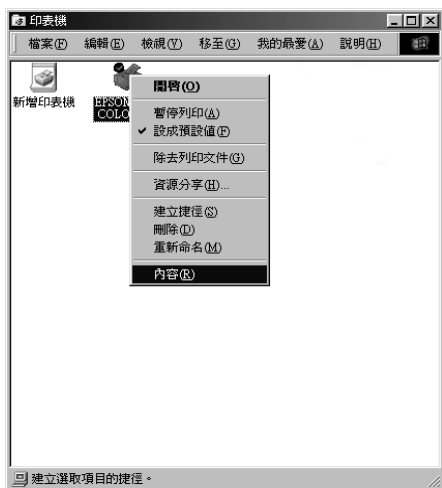 印表機
檔案(F) 編輯(E) 檢視(V) 移至(G) 我的最愛(A) 說明(H)
新增印表機
EPSON
COLO
開啓(O)
暫停列印(A)
✓ 設成預設值(F)
除去列印文件(G)
資源分享(H)...
建立捷徑(S)
刪除(D)
重新命名(M)
內容(R)
建立選取項目的捷徑。